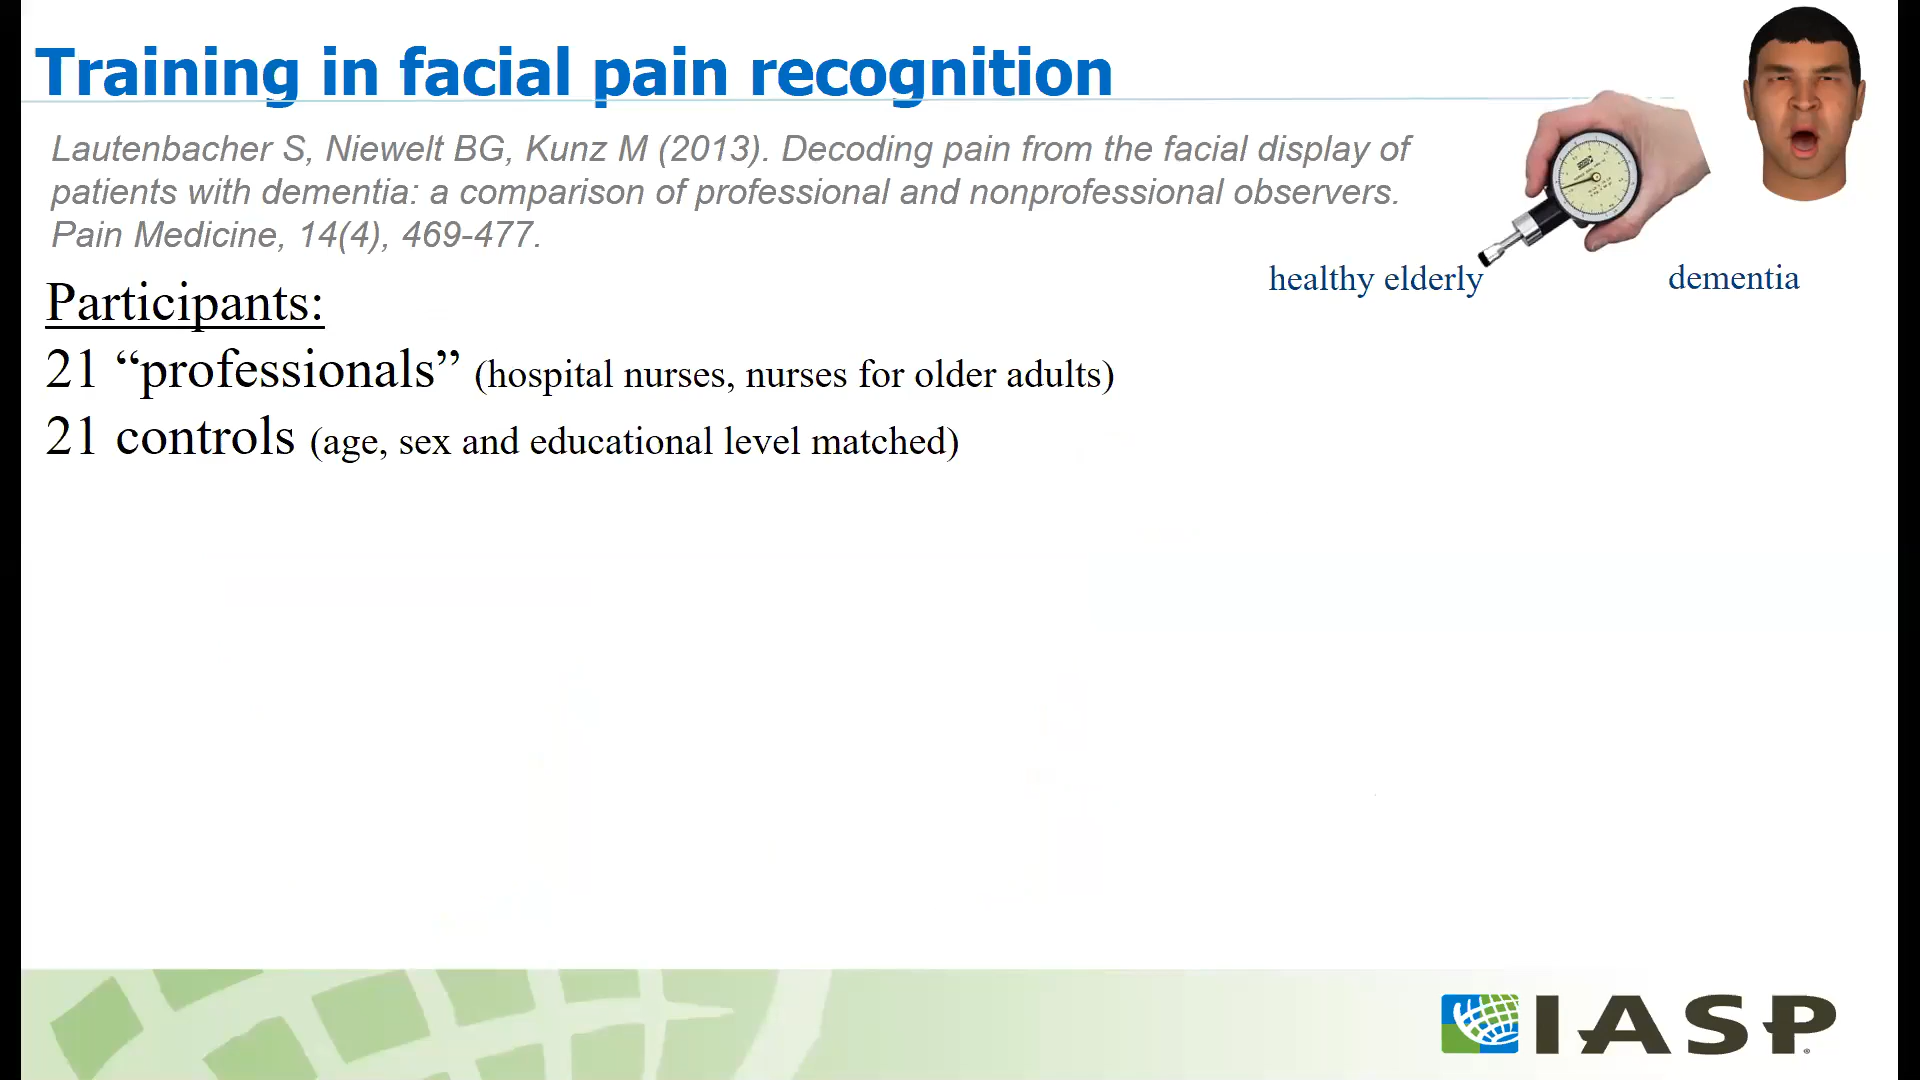 Training in facial pain recognition
Lautenbacher S, Niewelt BG, Kunz M (2013). Decoding pain from the facial display of
patients with dementia: a comparison of professional and nonprofessional observers.
Pain Medicine, 14(4), 469-477.
healthy elderly
dementia
Participants:
21 “professionals” (hospital nurses, nurses for older adults)
21 controls (age, sex and educational level matched)
IASP